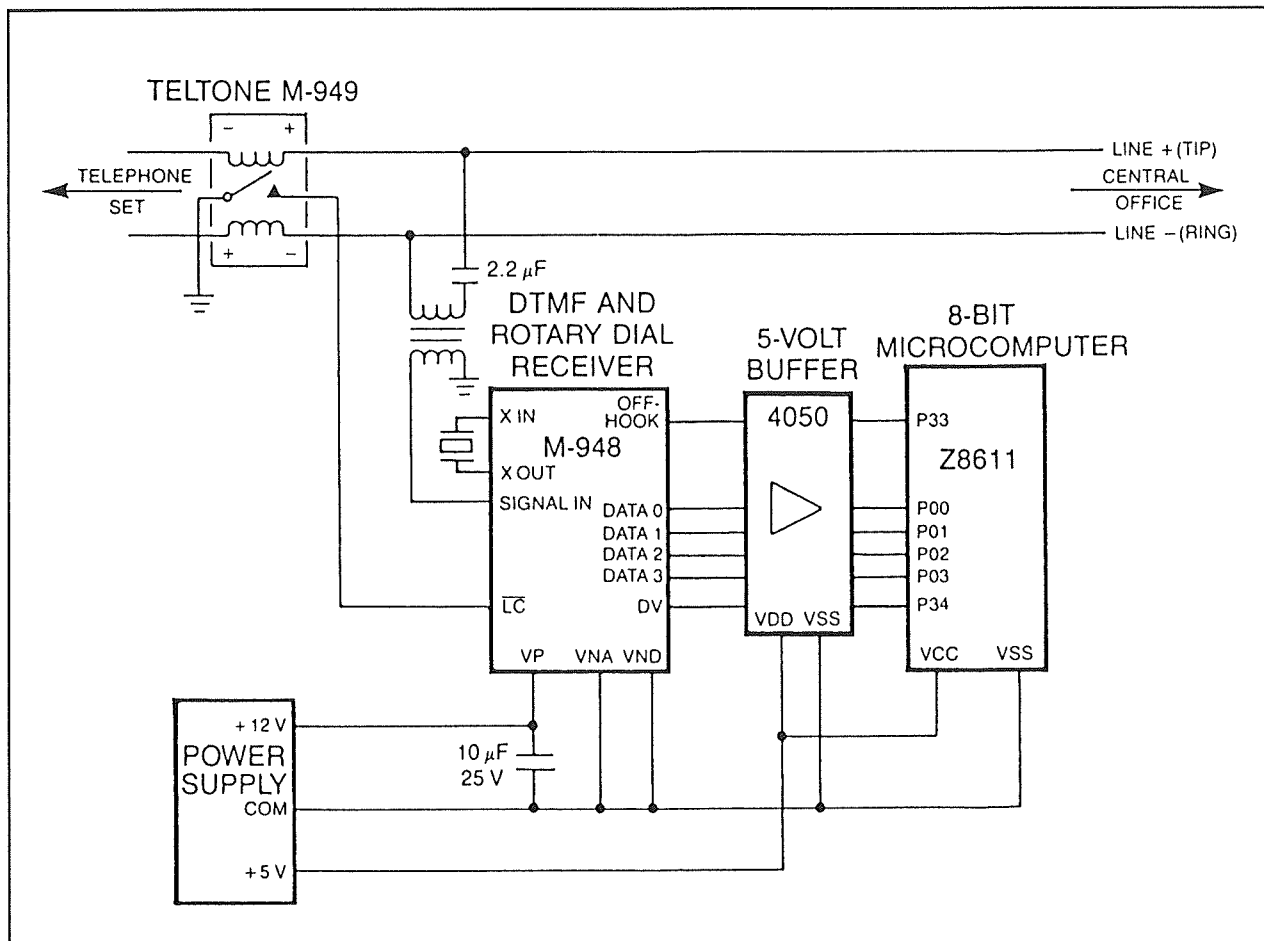 TELTONE M-949
- +
LINE + (TIP)
TELEPHONE
SET
CENTRAL
OFFICE
+ -
LINE - (RING)
2.2 µF
DTMF AND
ROTARY DIAL
RECEIVER
5-VOLT
BUFFER
8-BIT
MICROCOMPUTER
X IN
OFF-
HOOK
M-948
X OUT
SIGNAL IN
DATA 0
DATA 1
DATA 2
DATA 3
LC
DV
VP VNA VND
4050
VDD VSS
P33
Z8611
P00
P01
P02
P03
P34
VCC VSS
+ 12 V
POWER
SUPPLY
COM
+ 5 V
10 µF
25 V